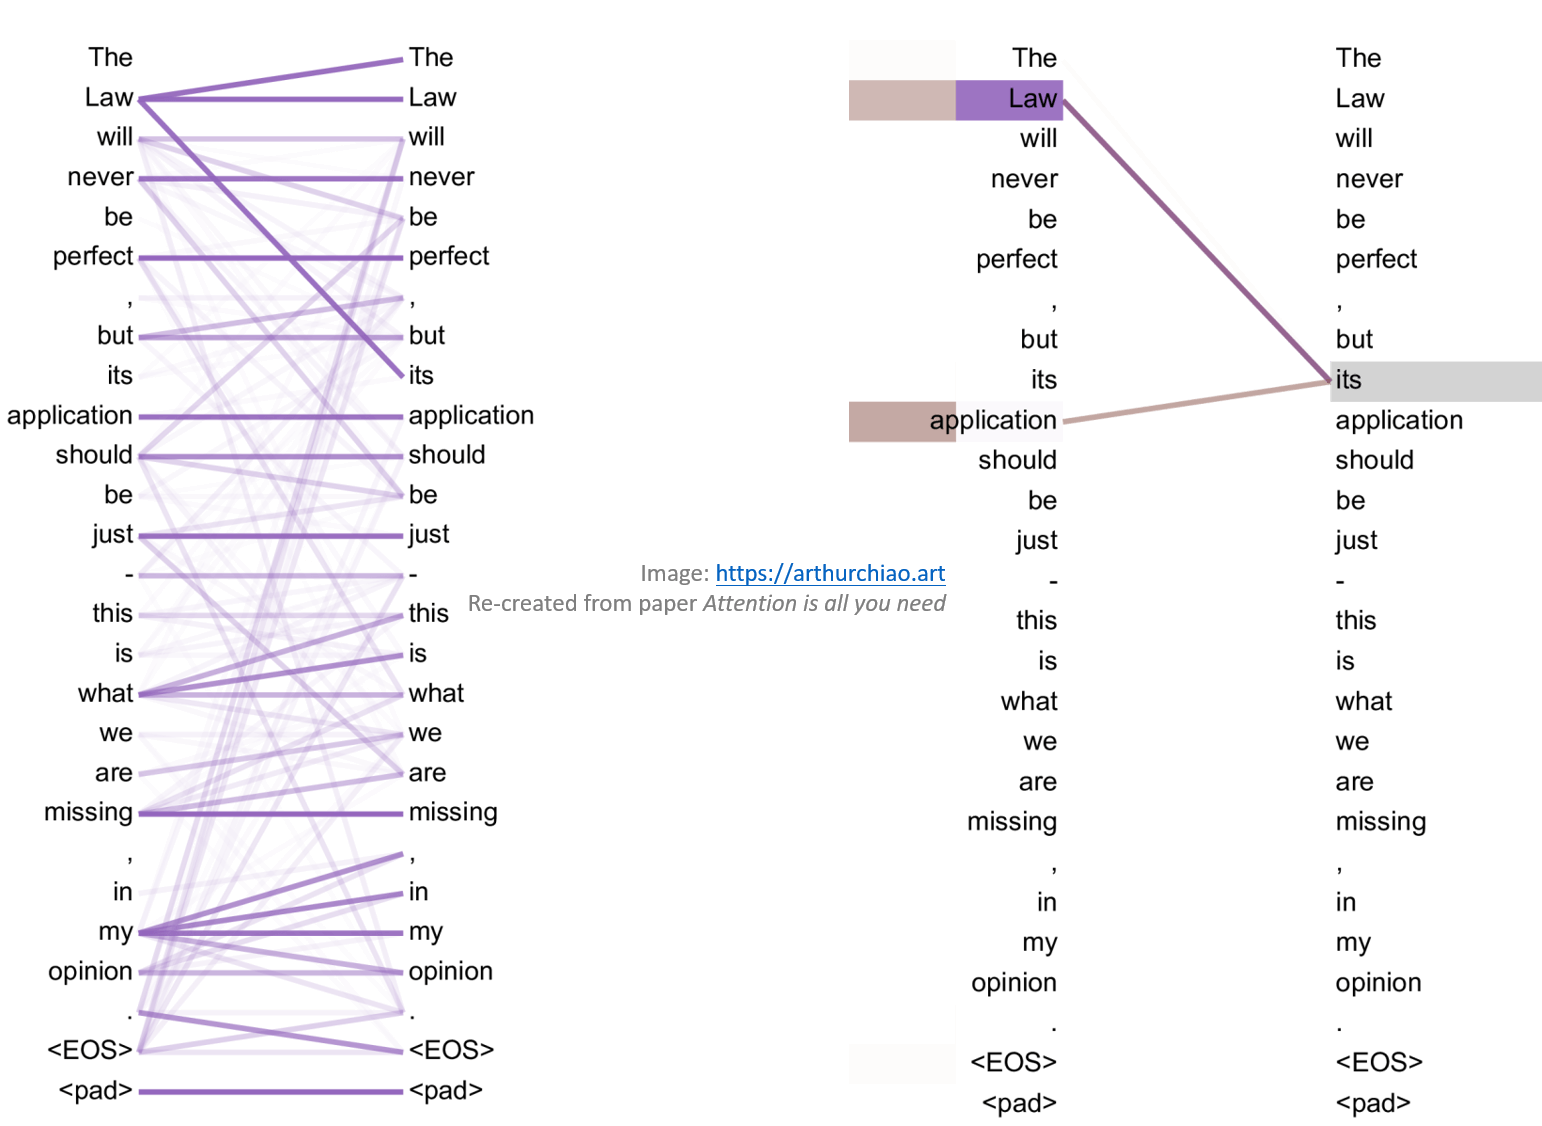 The
Law
will
never
be
perfect
,
but
its
application
should
be
just
-
this
is
what
we
are
missing
,
in
my
opinion
.
<EOS>
<pad>
The
Law
will
never
be
perfect
,
but
its
application
should
be
just
-
this
is
what
we
are
missing
,
in
my
opinion
.
<EOS>
<pad>
Image: https://arthurchiao.art
Re-created from paper Attention is all you need
The
Law
will
never
be
perfect
,
but
its
application
should
be
just
-
this
is
what
we
are
missing
,
in
my
opinion
.
<EOS>
<pad>
The
Law
will
never
be
perfect
,
but
its
application
should
be
just
-
this
is
what
we
are
missing
,
in
my
opinion
.
<EOS>
<pad>